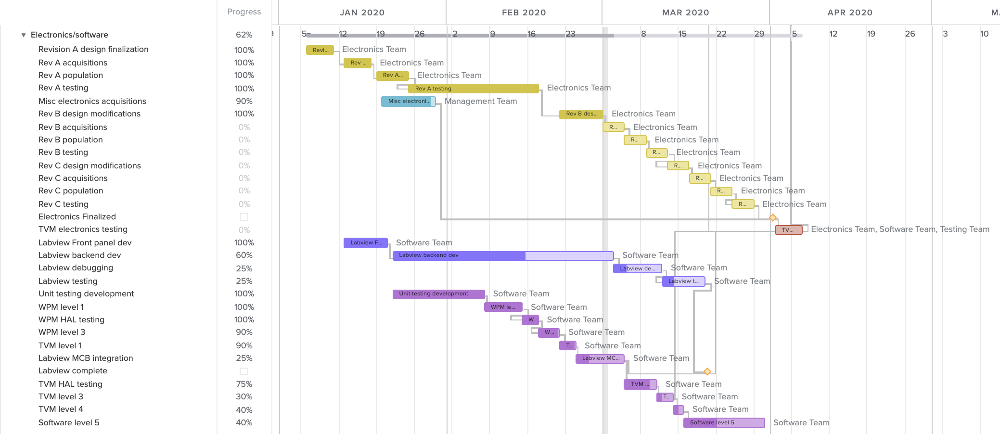 Progress JAN 2020 FEB 2020 MAR 2020 APR 2020
Electronics/software 62% 5 12 19 26 2 9 16 23 8 15 22 29 5 12 19 26 3 10
Revision A design finalization 100% Revi... Electronics Team
Rev A acquisitions 100% Rev ... Electronics Team
Rev A population 100% Rev A... Electronics Team
Rev A testing 100% Rev A testing Electronics Team
Misc electronics acquisitions 90% Misc electroni... Management Team
Rev B design modifications 100% Rev B des... Electronics Team
Rev B acquisitions 0% R... Electronics Team
Rev B population 0% R... Electronics Team
Rev B testing 0% R... Electronics Team
Rev C design modifications 0% R... Electronics Team
Rev C acquisitions 0% R... Electronics Team
Rev C population 0% R... Electronics Team
Rev C testing 0% R... Electronics Team
Electronics Finalized
TVM electronics testing 0% TV... Electronics Team, Software Team, Testing Team
Labview Front panel dev 100% Labview F... Software Team
Labview backend dev 60% Labview backend dev Software Team
Labview debugging 25% Labview de... Software Team
Labview testing 25% Labview t... Software Team
Unit testing development 100% Unit testing development Software Team
WPM level 1 100% WPM le... Software Team
WPM HAL testing 100% W Software Team
WPM level 3 90% W... Software Team
TVM level 1 90% T.. Software Team
Labview MCB integration 25% Labview MC... Software Team
Labview complete
TVM HAL testing 75% TVM ... Software Team
TVM level 3 30% T.. Software Team
TVM level 4 40% Software Team
Software level 5 40% Software level 5 Software Team